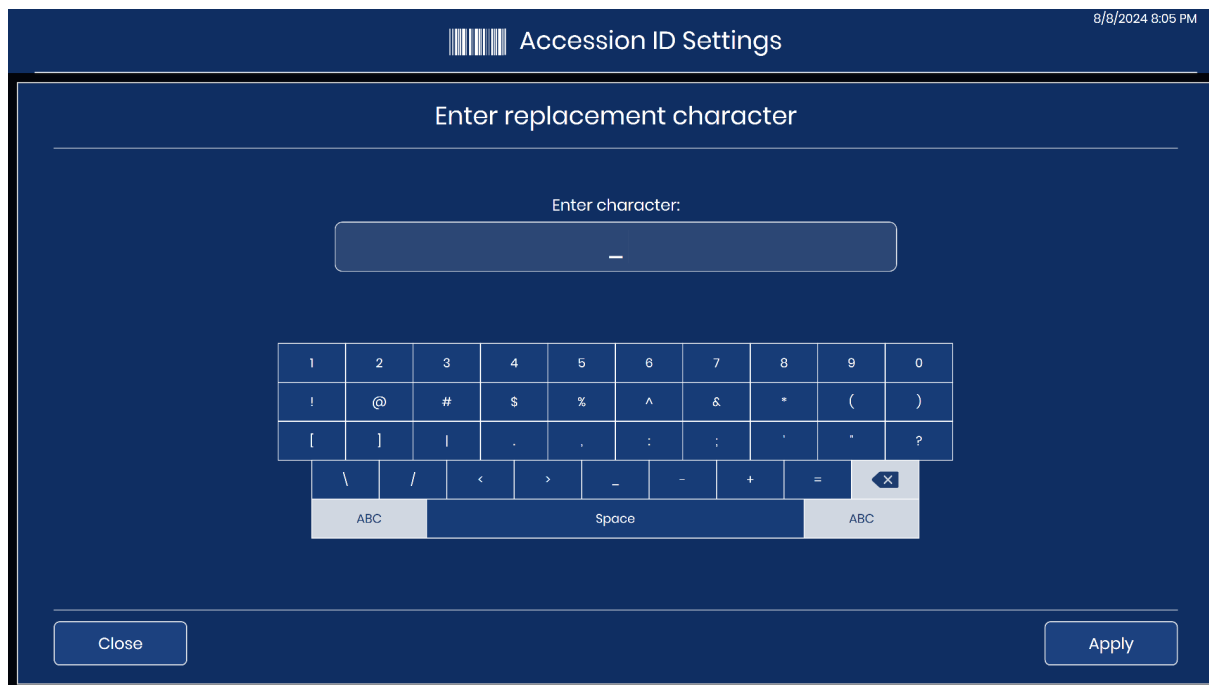 8/8/2024 8:05 PM
Accession ID Settings
Enter replacement character
Enter character:
_
1 2 3 4 5 6 7 8 9 0
! @ # $ % ^ & * ( )
[ ] | . , : ; ' " ?
\ / < > _ - + =
ABC Space ABC
Close Apply